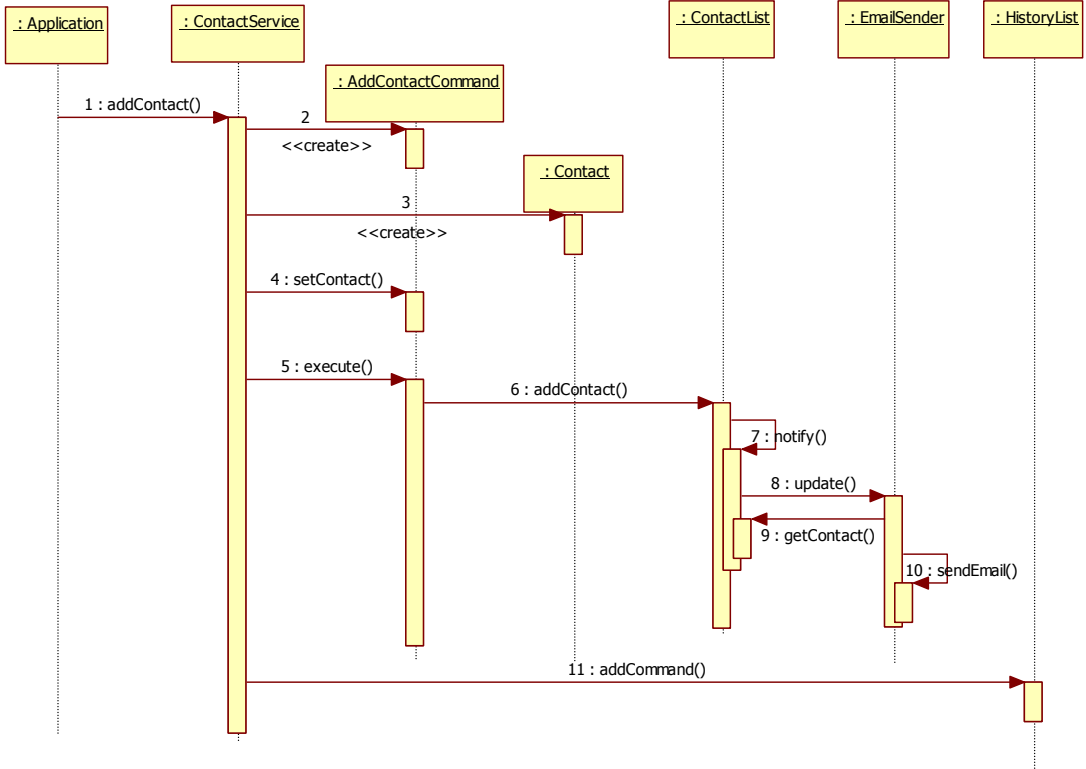 : Application
: ContactService
: ContactList
: EmailSender
: HistoryList
: AddContactCommand
1 : addContact()
2
<<create>>
: Contact
3
<<create>>
4 : setContact()
5 : execute()
6 : addContact()
7 : notify()
8 : update()
9 : getContact()
10 : sendEmail()
11 : addCommand()